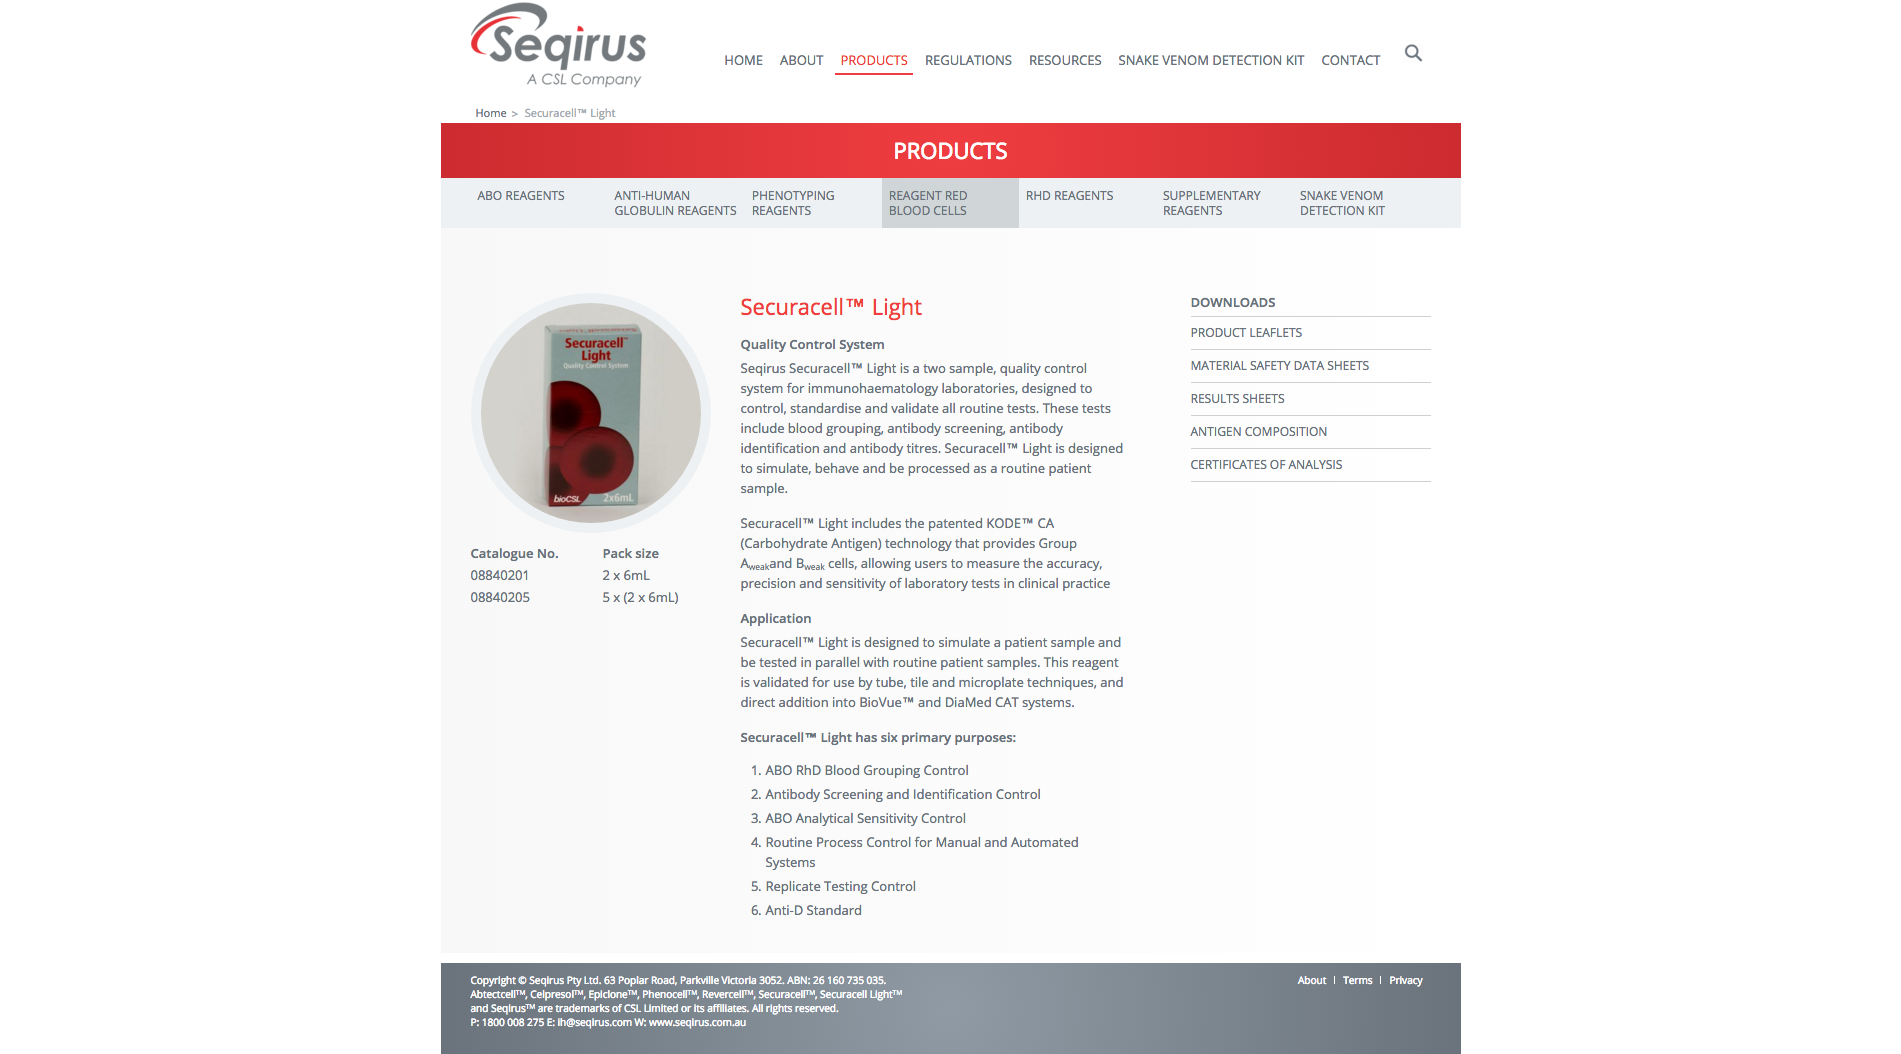 Seqirus
A CSL Company
HOME ABOUT PRODUCTS REGULATIONS RESOURCES SNAKE VENOM DETECTION KIT CONTACT
Home > Securacell™ Light
PRODUCTS
ABO REAGENTS
ANTI-HUMAN
GLOBULIN REAGENTS
PHENOTYPING
REAGENTS
REAGENT RED
BLOOD CELLS
RHD REAGENTS
SUPPLEMENTARY
REAGENTS
SNAKE VENOM
DETECTION KIT
Securacell™
Light
Quality Control System
bioCSL
2x6mL
Catalogue No. Pack size
08840201 2 x 6mL
08840205 5 x (2 x 6mL)
Securacell™ Light
Quality Control System
Seqirus Securacell™ Light is a two sample, quality control
system for immunohaematology laboratories, designed to
control, standardise and validate all routine tests. These tests
include blood grouping, antibody screening, antibody
identification and antibody titres. Securacell™ Light is designed
to simulate, behave and be processed as a routine patient
sample.
Securacell™ Light includes the patented KODE™ CA
(Carbohydrate Antigen) technology that provides Group
Aweakand Bweak cells, allowing users to measure the accuracy,
precision and sensitivity of laboratory tests in clinical practice
Application
Securacell™ Light is designed to simulate a patient sample and
be tested in parallel with routine patient samples. This reagent
is validated for use by tube, tile and microplate techniques, and
direct addition into BioVue™ and DiaMed CAT systems.
Securacell™ Light has six primary purposes:
1. ABO RhD Blood Grouping Control
2. Antibody Screening and Identification Control
3. ABO Analytical Sensitivity Control
4. Routine Process Control for Manual and Automated
Systems
5. Replicate Testing Control
6. Anti-D Standard
DOWNLOADS
PRODUCT LEAFLETS
MATERIAL SAFETY DATA SHEETS
RESULTS SHEETS
ANTIGEN COMPOSITION
CERTIFICATES OF ANALYSIS
Copyright © Seqirus Pty Ltd. 63 Poplar Road, Parkville Victoria 3052. ABN: 26 160 735 035.
Abtectcell™, Celpresol™, Epiclone™, Phenocell™, Revercell™, Securacell™, Securacell Light™
and Seqirus™ are trademarks of CSL Limited or its affiliates. All rights reserved.
P: 1800 008 275 E: ih@seqirus.com W: www.seqirus.com.au
About | Terms | Privacy